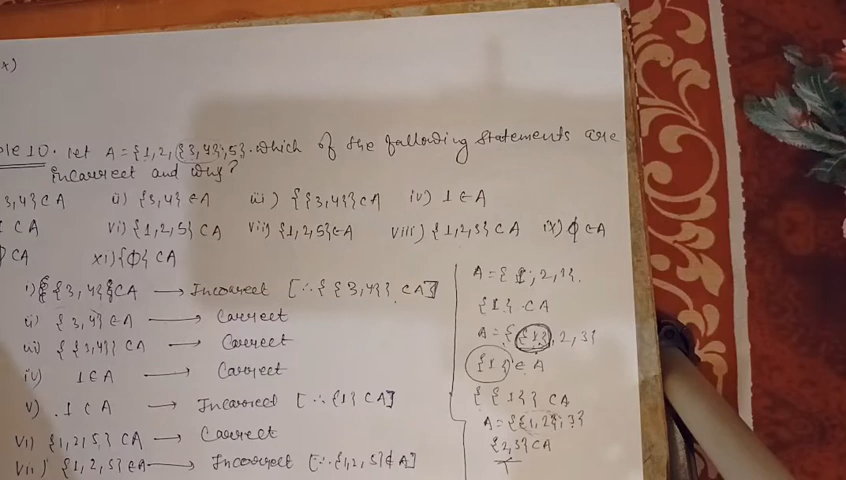 x)
ple 10. Let A = {1, 2, {3, 4}, 5}. which of the following statements are
incorrect and why?
3, 4} ⊂ A ii) {3, 4} ∈ A iii) {{3, 4}} ⊂ A iv) 1 ∈ A
⊂ A vi) {1, 2, 5} ⊂ A vii) {1, 2, 5} ∈ A viii) {1, 2, 3} ⊂ A ix) ϕ ∈ A
⊂ A xi) {ϕ} ⊂ A
i) {3, 4} ⊂ A → Incorrect [∵ {{3, 4}} ⊂ A]
ii) {3, 4} ∈ A → Correct
iii) {{3, 4}} ⊂ A → Correct
iv) 1 ∈ A → Correct
v) 1 ⊂ A → Incorrect [∵ {1} ⊂ A]
vi) {1, 2, 5} ⊂ A → Correct
vii) {1, 2, 5} ∈ A → Incorrect [∵ {1, 2, 5} ∉ A]
A = { 1, 2, 3}.
{1} ⊂ A
A = { {1}, 2, 3}
{1} ∈ A
{ {1}} ⊂ A
A = {{1, 2}, 3}
{2, 3} ⊂ A